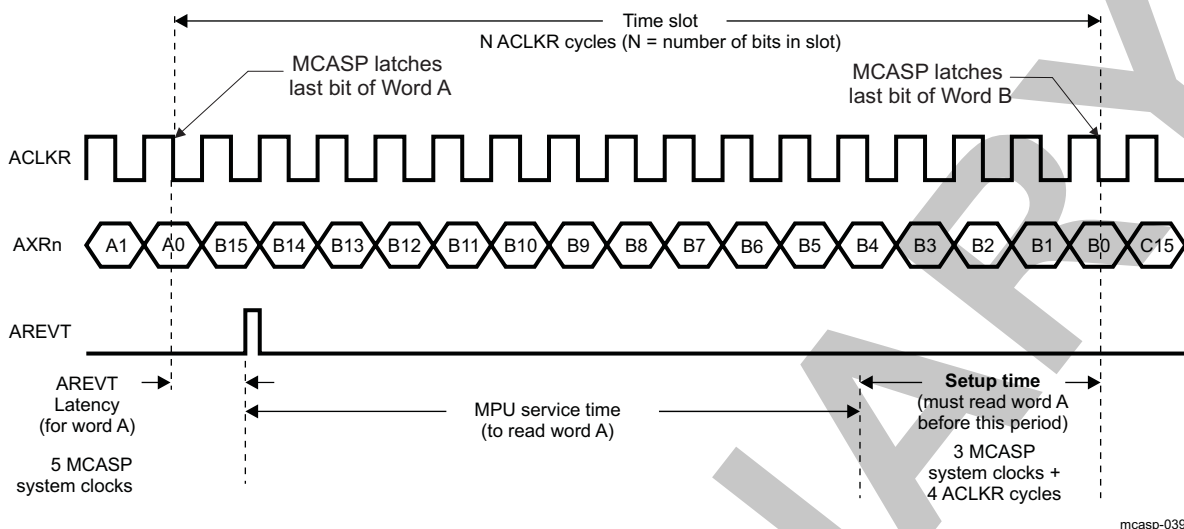 Time slot
N ACLKR cycles (N = number of bits in slot)
MCASP latches
last bit of Word A
MCASP latches
last bit of Word B
ACLKR
AXRn
A1 A0 B15 B14 B13 B12 B11 B10 B9 B8 B7 B6 B5 B4 B3 B2 B1 B0 C15
AREVT
AREVT
Latency
(for word A)
5 MCASP
system clocks
MPU service time
(to read word A)
Setup time
(must read word A
before this period)
3 MCASP
system clocks +
4 ACLKR cycles
mcasp-039